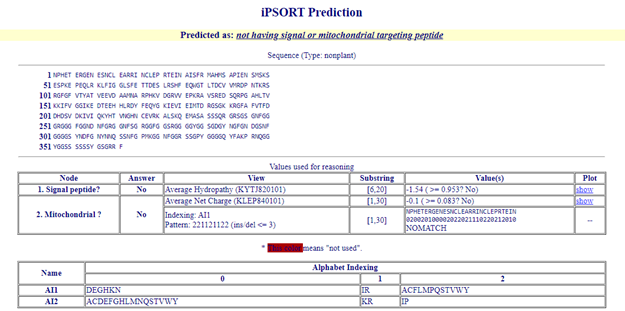 iPSORT Prediction
Predicted as: not having signal or mitochondrial targeting peptide
Sequence (Type: nonplant)
1 NPHET ERGEN ESNCL EARRI NCLEP RTEIN AISFR MAHMS APIEN SMSKS
51 ESPKE PEQLR KLFIG GLSFE TTDES LRSHF EQWGT LTDCV VMRDP NTKRS
101 RGFGF VTYAT VEEVD AAMNA RPHKV DGRVV EPKRA VSRED SQRPG AHLTV
151 KKIFV GGIKE DTEEH HLRDY FEQYG KIEVI EIMTD RGSGK KRGFA FVTFD
201 DHDSV DKIVI QKYHT VNGHN CEVRK ALSKQ EMASA SSSQR GRSGS GNFGG
251 GRGGG FGGND NFGRG GNFSG RGGFG GSRGG GGYGG SGDGY NGFGN DGSNF
301 GGGGS YNDFG NYNNQ SSNFG PMKGG NFGGR SSGPY GGGGQ YFAKP RNQGG
351 YGGSS SSSSY GSGRR F
Values used for reasoning
Node Answer View Substring Value(s) Plot
1. Signal peptide? No Average Hydropathy (KYTJ820101) [6,20] -1.54 ( >= 0.953? No) show
2. Mitochondrial ? No Average Net Charge (KLEP840101) [1,30] -0.1 ( >= 0.083? No) show
Indexing: AI1
Pattern: 221121122 (ins/del <= 3) [1,30] NPHETERGENESNCLEARRINCLEPRTEIN
NOMATCH --
* This color means "not used".
Name Alphabet Indexing
0 1 2
AI1 DEGHKN IR ACFLMPQSTVWY
AI2 ACDEFGHLMNQSTVWY KR IP